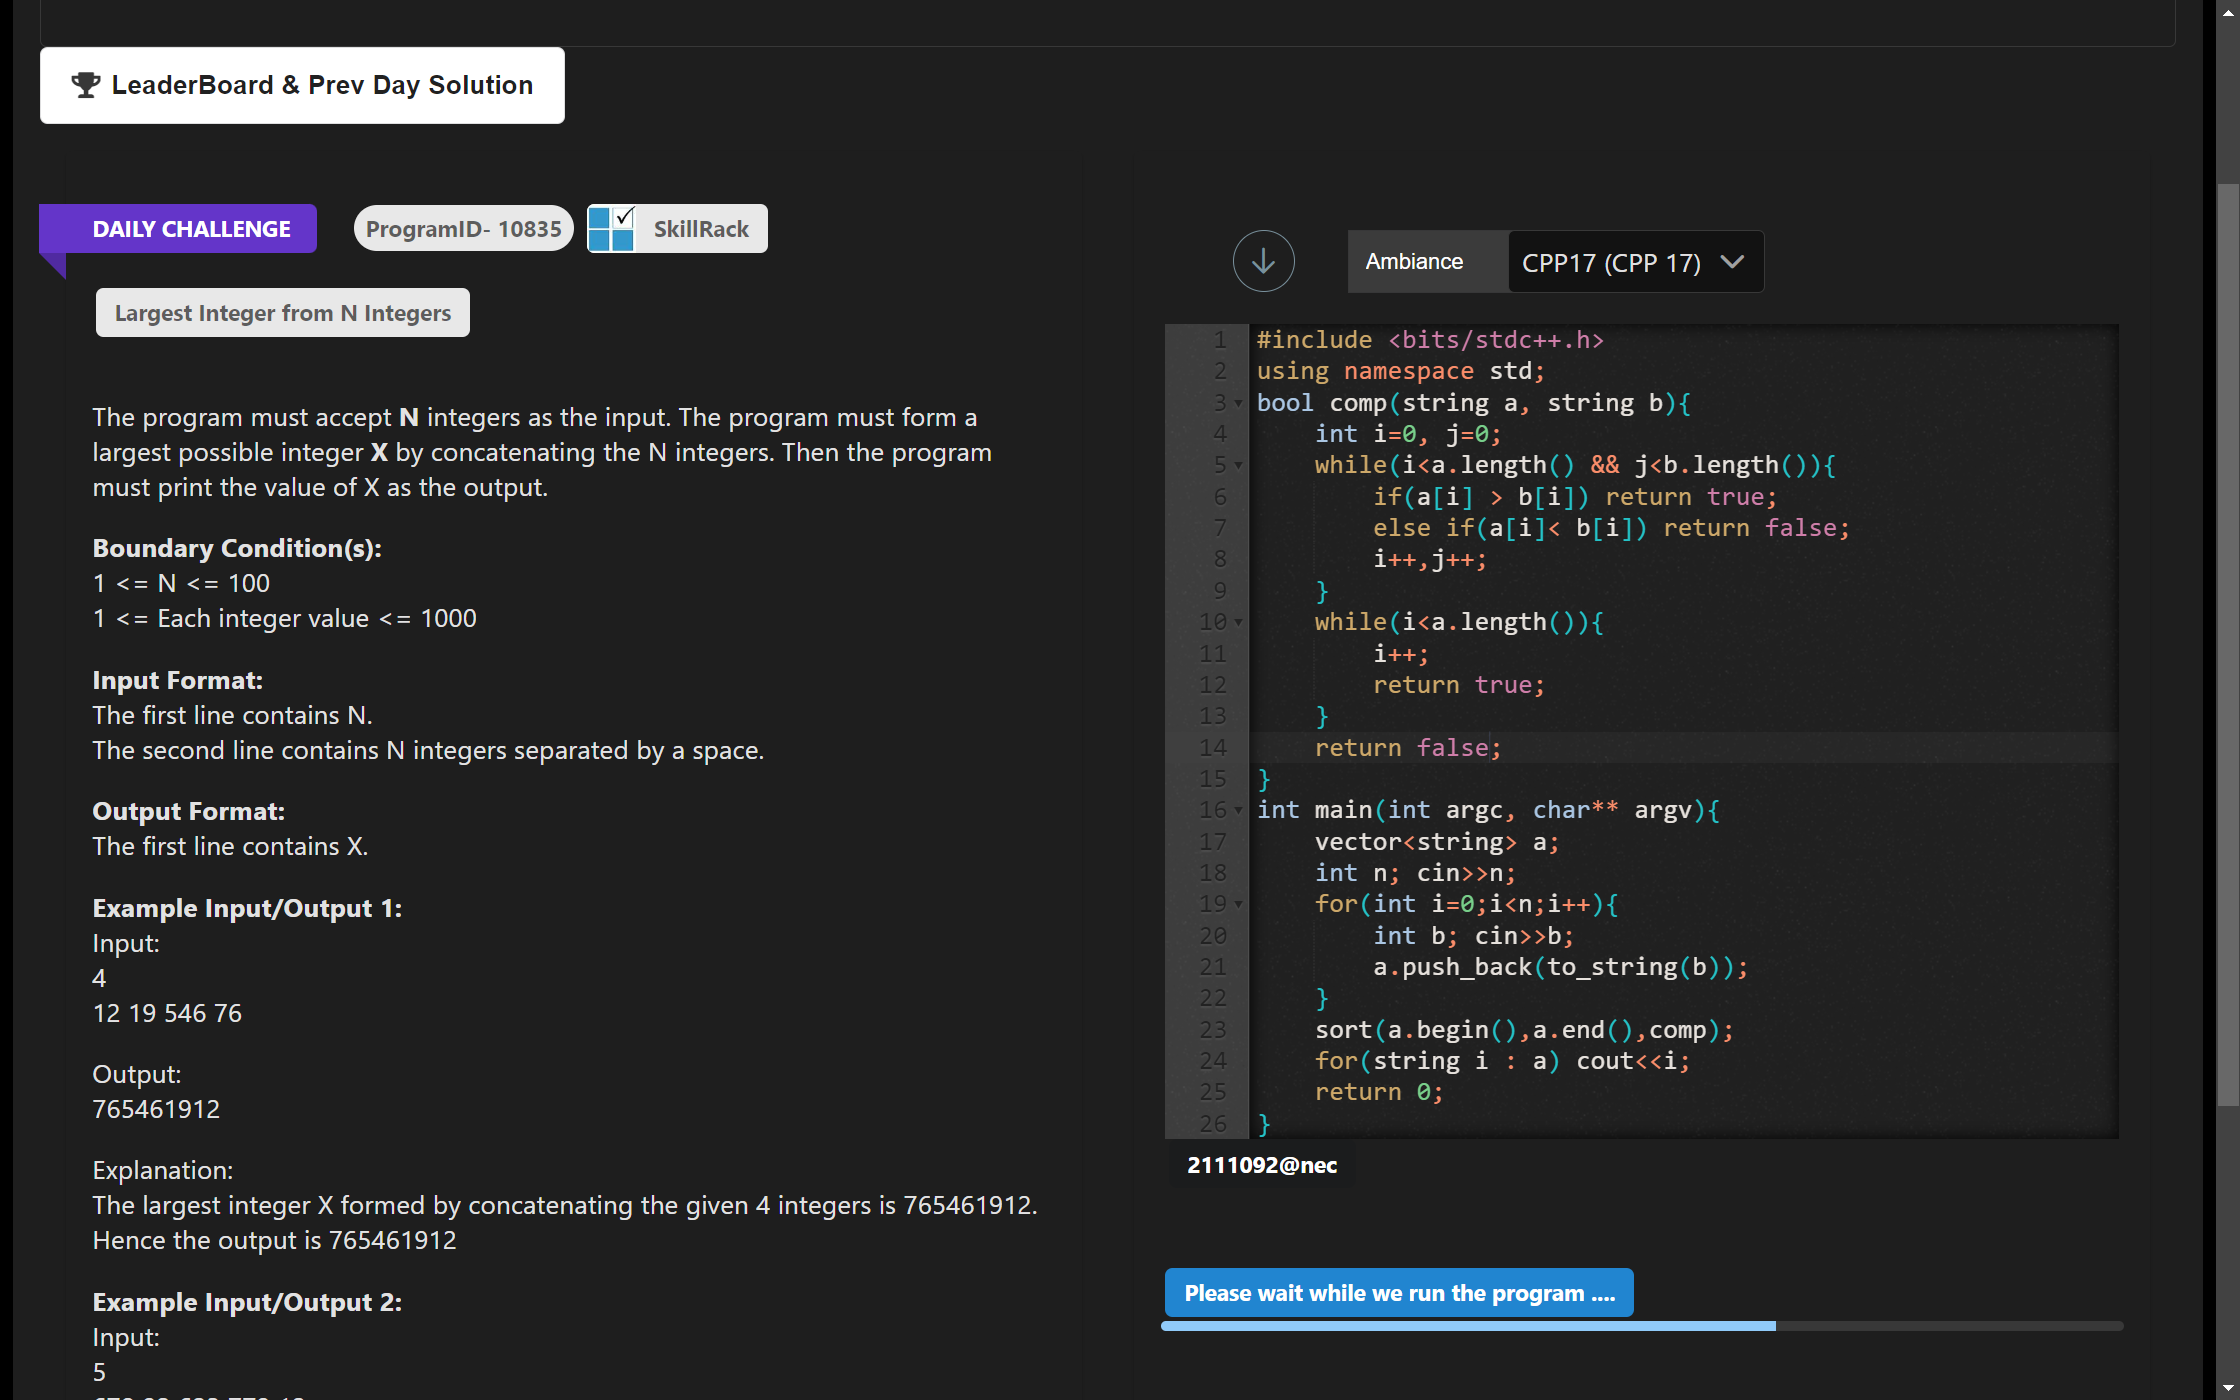 LeaderBoard & Prev Day Solution
DAILY CHALLENGE
ProgramID- 10835
SkillRack
Largest Integer from N Integers
The program must accept N integers as the input. The program must form a
largest possible integer X by concatenating the N integers. Then the program
must print the value of X as the output.
Boundary Condition(s):
1 <= N <= 100
1 <= Each integer value <= 1000
Input Format:
The first line contains N.
The second line contains N integers separated by a space.
Output Format:
The first line contains X.
Example Input/Output 1:
Input:
4
12 19 546 76
Output:
765461912
Explanation:
The largest integer X formed by concatenating the given 4 integers is 765461912.
Hence the output is 765461912
Example Input/Output 2:
Input:
5
Ambiance
CPP17 (CPP 17)
1 #include <bits/stdc++.h>
2 using namespace std;
3 bool comp(string a, string b){
4     int i=0, j=0;
5     while(i<a.length() && j<b.length()){
6         if(a[i] > b[i]) return true;
7         else if(a[i]< b[i]) return false;
8         i++,j++;
9     }
10     while(i<a.length()){
11         i++;
12         return true;
13     }
14     return false;
15 }
16 int main(int argc, char** argv){
17     vector<string> a;
18     int n; cin>>n;
19     for(int i=0;i<n;i++){
20         int b; cin>>b;
21         a.push_back(to_string(b));
22     }
23     sort(a.begin(),a.end(),comp);
24     for(string i : a) cout<<i;
25     return 0;
26 }
2111092@nec
Please wait while we run the program ....